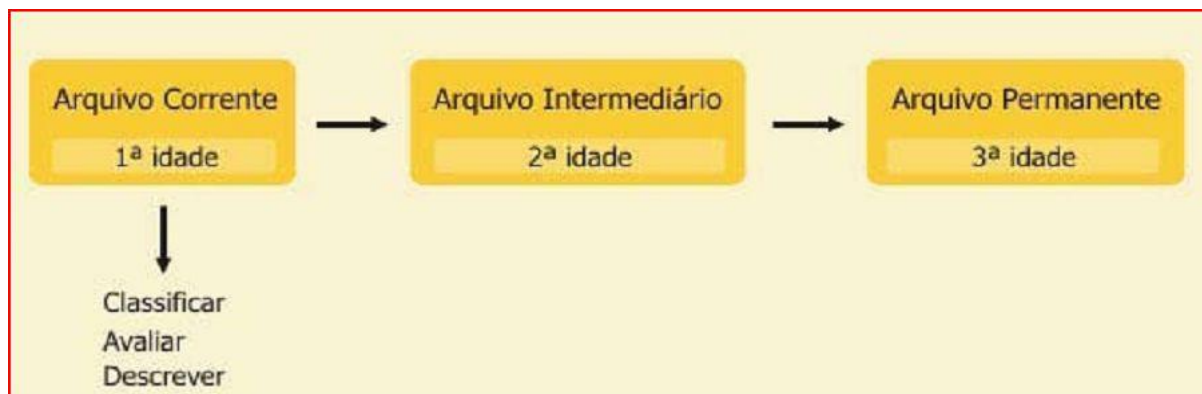 Arquivo Corrente
1ª idade
Arquivo Intermediário
2ª idade
Arquivo Permanente
3ª idade
Classificar
Avaliar
Descrever